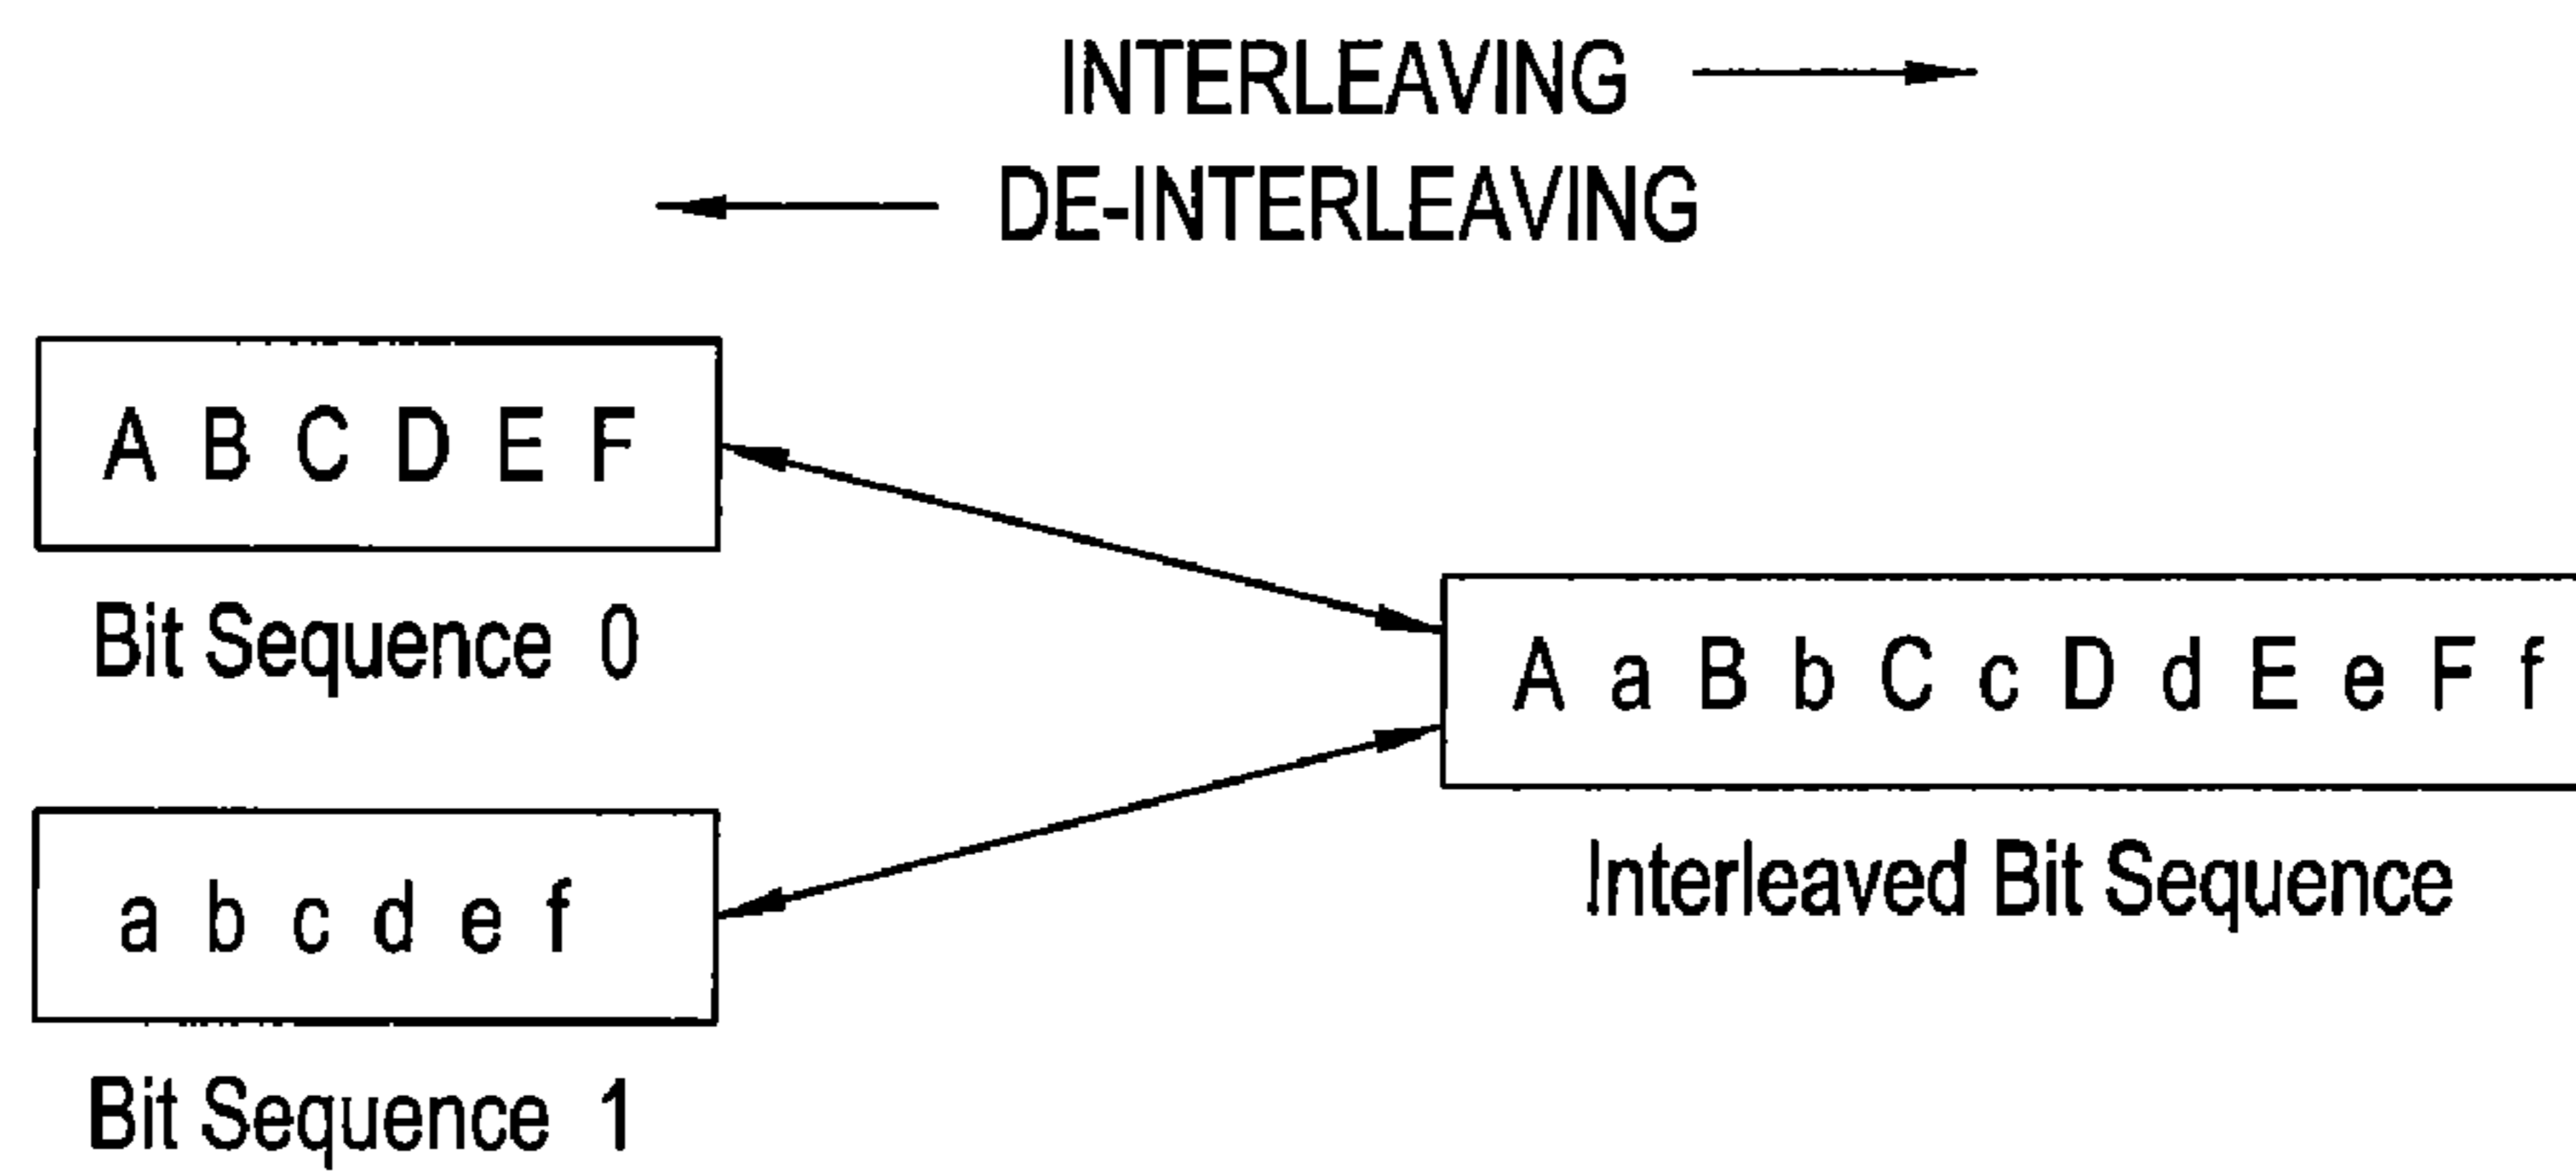 INTERLEAVING
DE-INTERLEAVING
A B C D E F
Bit Sequence 0
A a B b C c D d E e F f
Interleaved Bit Sequence
a b c d e f
Bit Sequence 1